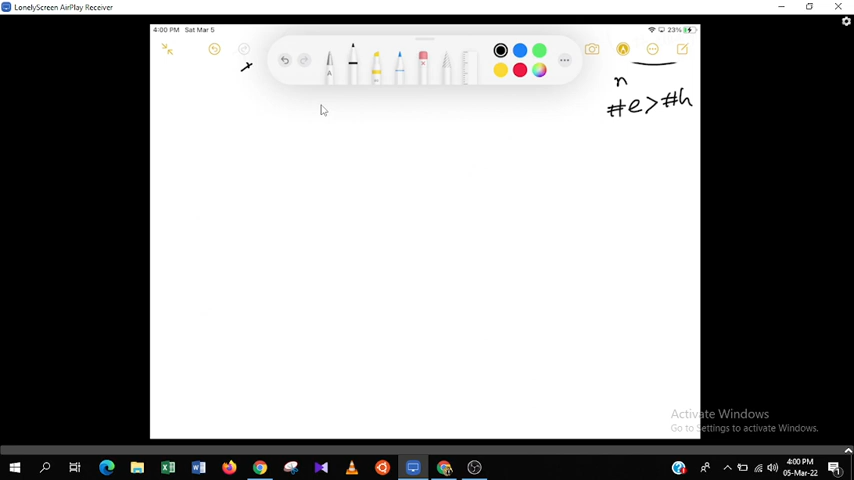 LonelyScreen AirPlay Receiver
4:00 PM Sat Mar 5
23%
A
n
#e>#h
Activate Windows
Go to Settings to activate Windows.
4:00 PM
05-Mar-22